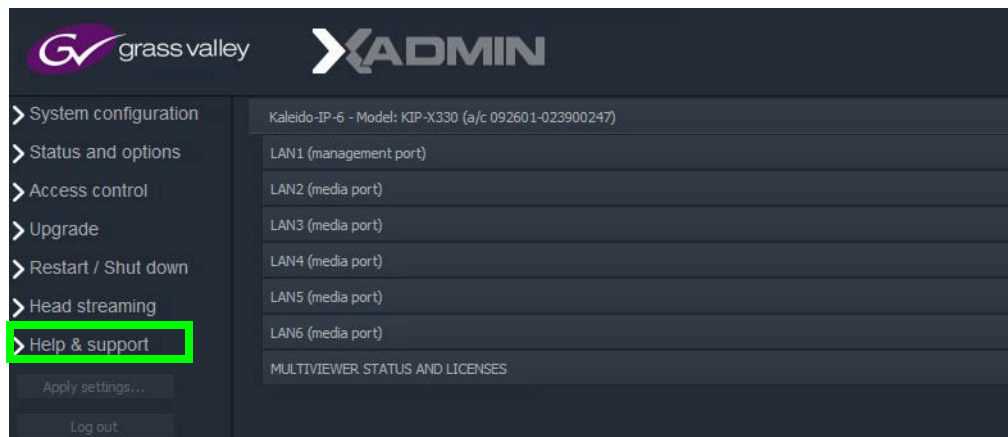 grass valley
XADMIN
System configuration
Status and options
Access control
Upgrade
Restart / Shut down
Head streaming
Help & support
Apply settings...
Log out
Kaleido-IP-6 - Model: KIP-X330 (a/c 092601-023900247)
LAN1 (management port)
LAN2 (media port)
LAN3 (media port)
LAN4 (media port)
LAN5 (media port)
LAN6 (media port)
MULTIVIEWER STATUS AND LICENSES